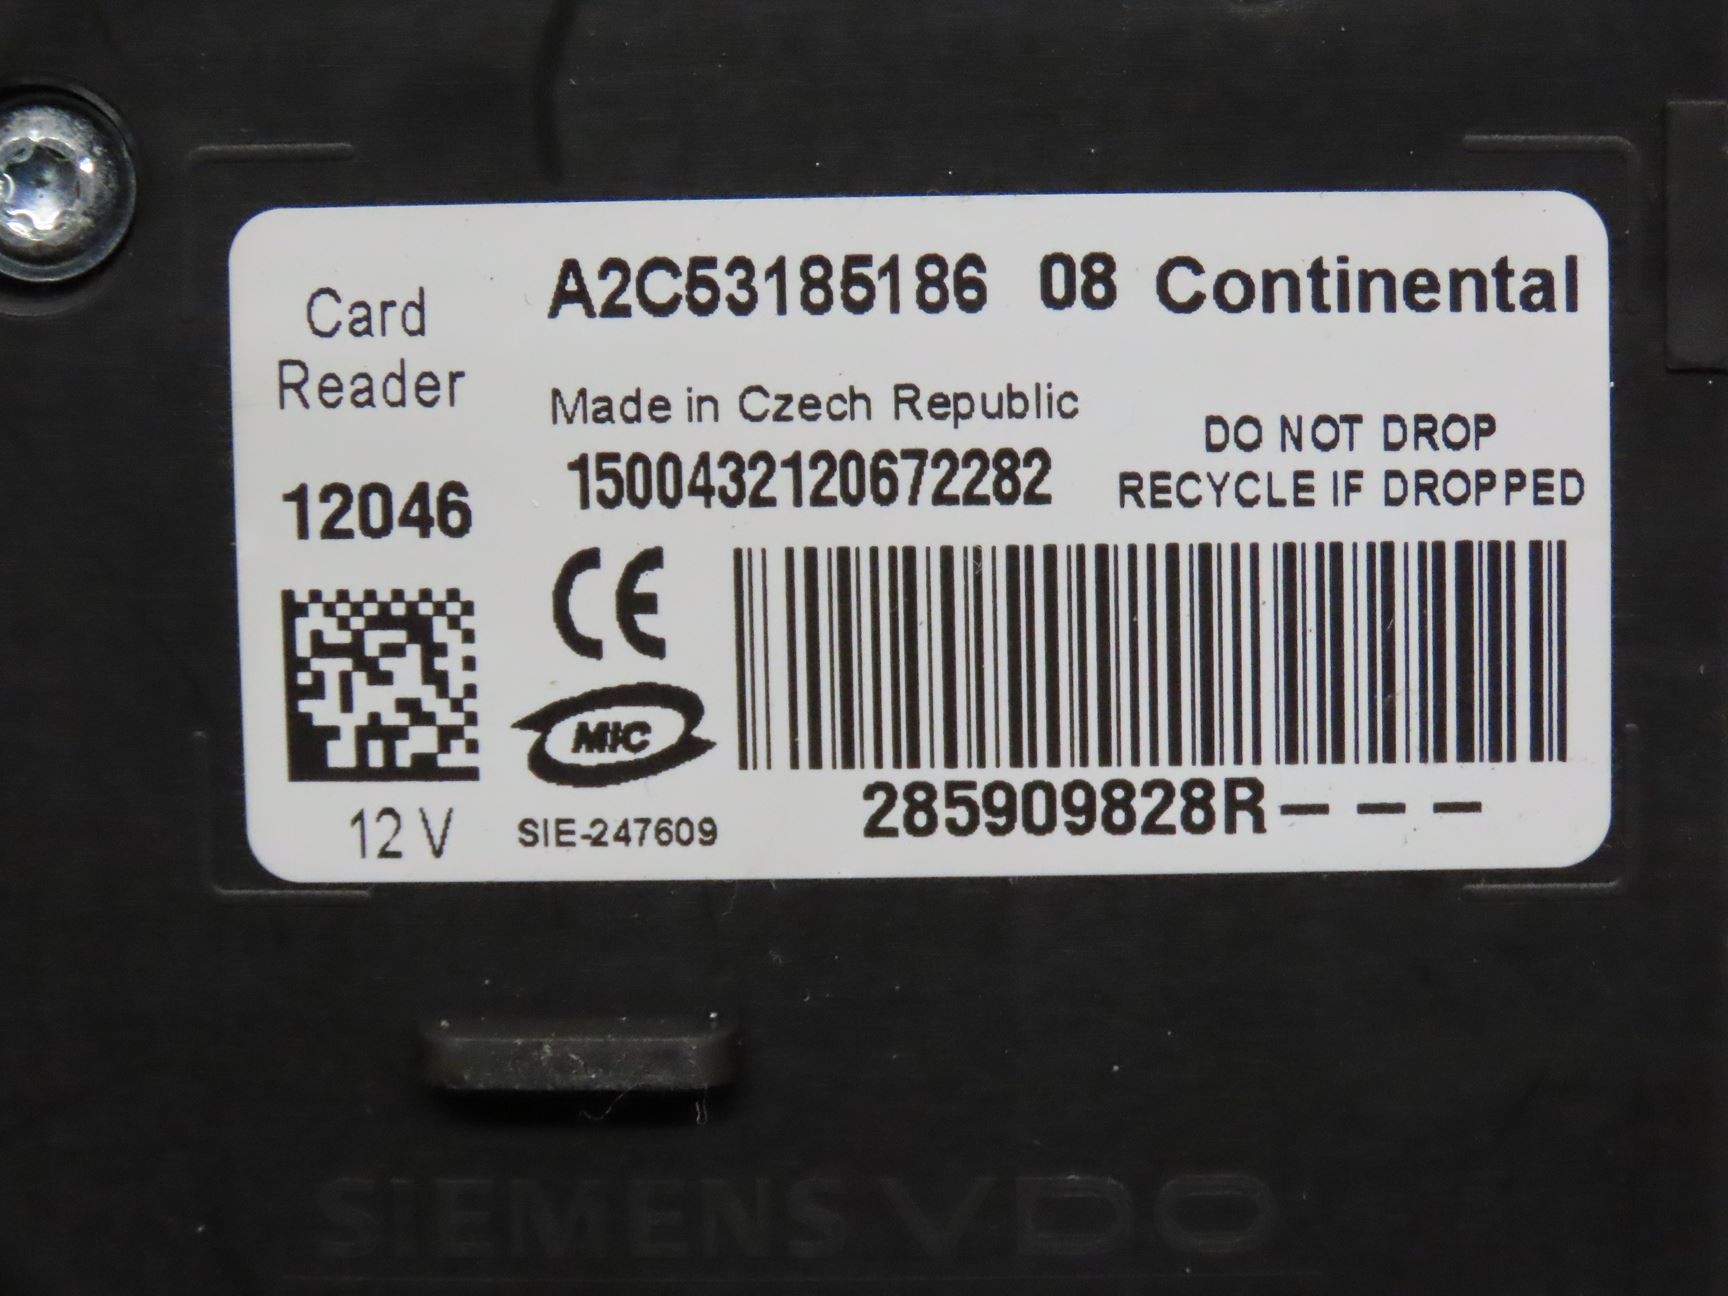 Card
Reader
12046
12 V
A2C53185186 08 Continental
Made in Czech Republic
1500432120672282
DO NOT DROP
RECYCLE IF DROPPED
CE
MIC
SIE-247609
285909828R---
SIEMENS VDO